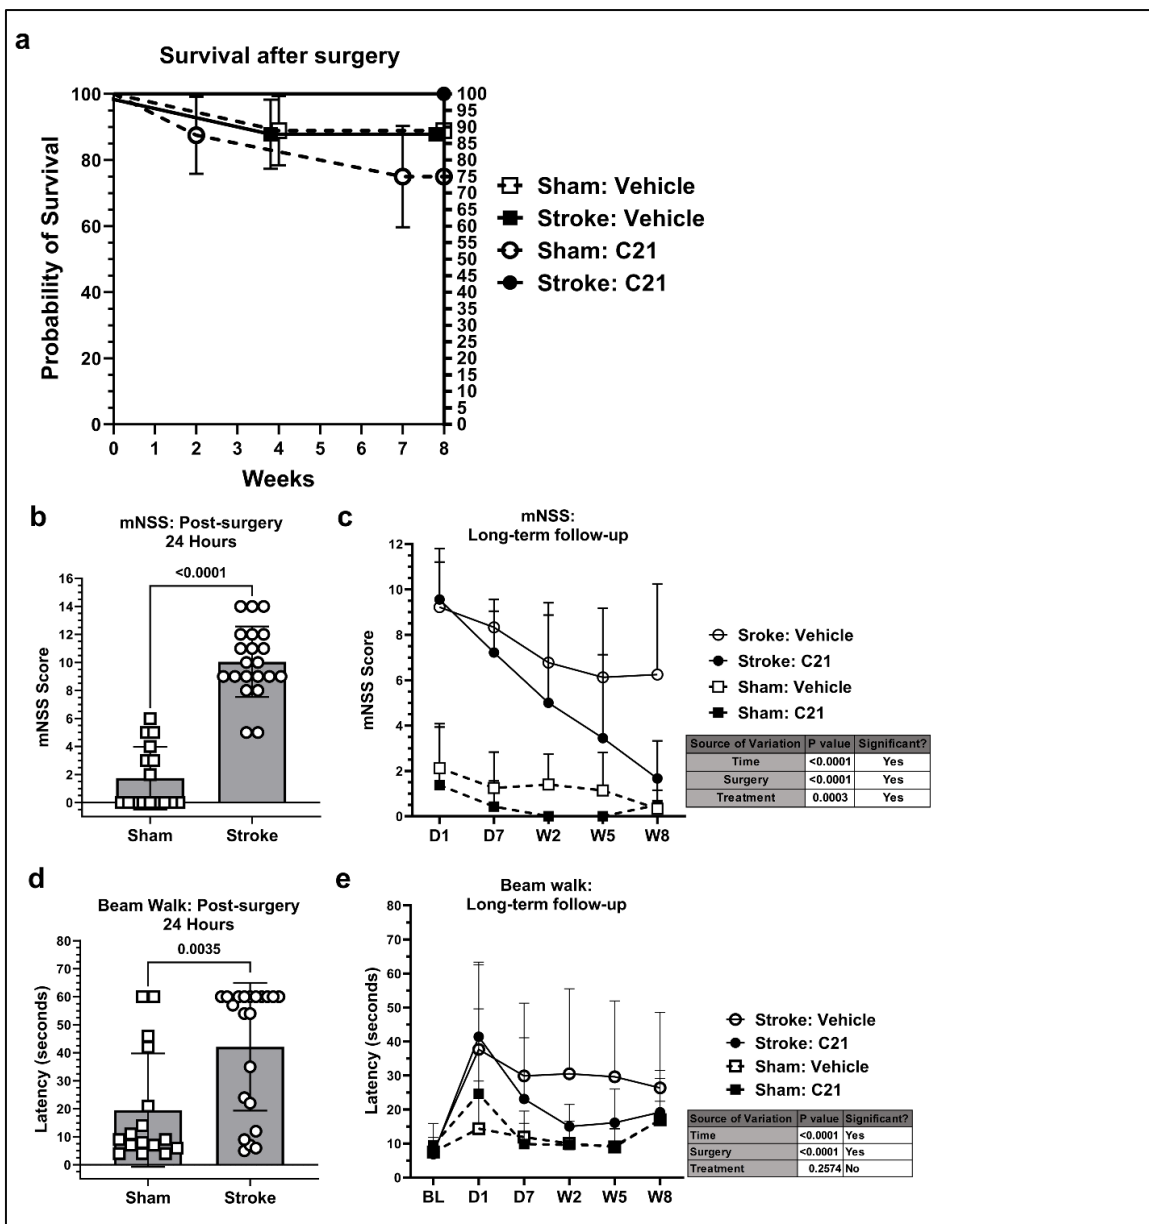 a
Survival after surgery
Probability of Survival
100
80
60
40
20
0
100
95
90
85
80
75
70
65
60
55
50
45
40
35
30
25
20
15
10
5
0
0 1 2 3 4 5 6 7 8
Weeks
Sham: Vehicle
Stroke: Vehicle
Sham: C21
Stroke: C21
b
mNSS: Post-surgery
24 Hours
<0.0001
mNSS Score
16
14
12
10
8
6
4
2
0
Sham Stroke
c
mNSS:
Long-term follow-up
mNSS Score
12
10
8
6
4
2
0
D1 D7 W2 W5 W8
Sroke: Vehicle
Stroke: C21
Sham: Vehicle
Sham: C21
Source of Variation P value Significant?
Time <0.0001 Yes
Surgery <0.0001 Yes
Treatment 0.0003 Yes
d
Beam Walk: Post-surgery
24 Hours
0.0035
Latency (seconds)
80
70
60
50
40
30
20
10
0
Sham Stroke
e
Beam walk:
Long-term follow-up
Latency (seconds)
80
70
60
50
40
30
20
10
0
BL D1 D7 W2 W5 W8
Stroke: Vehicle
Stroke: C21
Sham: Vehicle
Sham: C21
Source of Variation P value Significant?
Time <0.0001 Yes
Surgery <0.0001 Yes
Treatment 0.2574 No